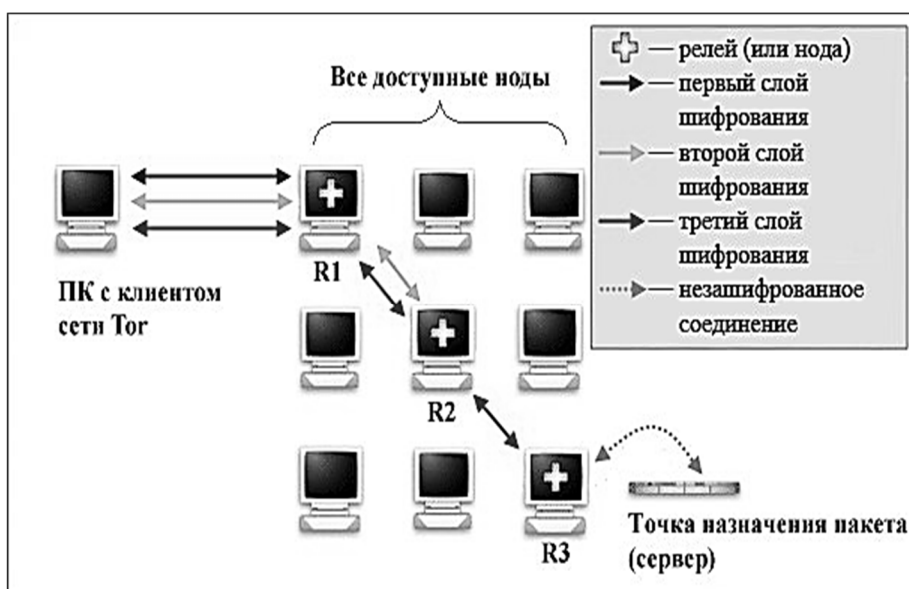 Все доступные ноды
— релей (или нода)
— первый слой
шифрования
— второй слой
шифрования
— третий слой
шифрования
— незашифрованное
соединение
ПК с клиентом
сети Tor
R1
R2
R3
Точка назначения пакета
(сервер)